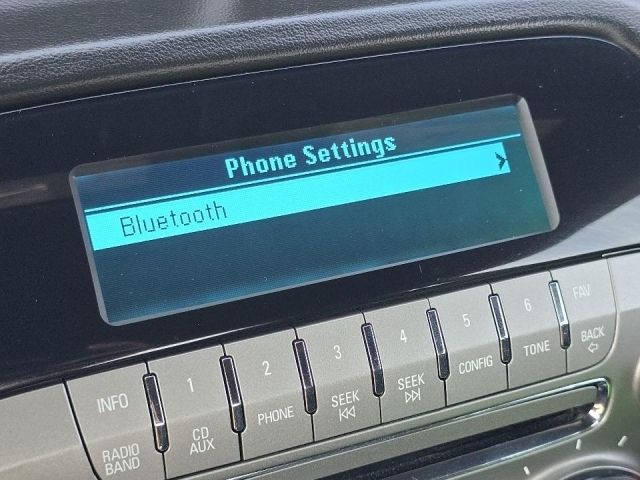 Phone Settings
Bluetooth
INFO 1 2 3 4 5 6 FAV
RADIO BAND CD AUX PHONE SEEK SEEK CONFIG TONE BACK